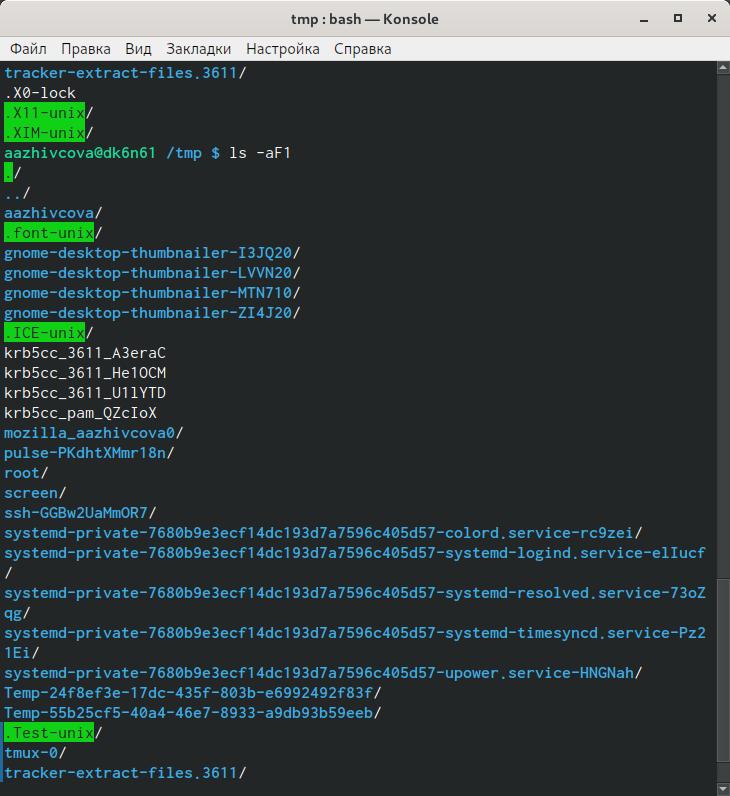 tmp : bash — Konsole
Файл Правка Вид Закладки Настройка Справка
tracker-extract-files.3611/
.X0-lock
.X11-unix/
.XIM-unix/
aazhivcova@dk6n61 /tmp $ ls -aF1
./
../
aazhivcova/
.font-unix/
gnome-desktop-thumbnailer-I3JQ20/
gnome-desktop-thumbnailer-LVVN20/
gnome-desktop-thumbnailer-MTN710/
gnome-desktop-thumbnailer-ZI4J20/
.ICE-unix/
krb5cc_3611_A3eraC
krb5cc_3611_He1OCM
krb5cc_3611_U1lYTD
krb5cc_pam_QZcIoX
mozilla_aazhivcova0/
pulse-PKdhtXMmr18n/
root/
screen/
ssh-GGBw2UaMmOR7/
systemd-private-7680b9e3ecf14dc193d7a7596c405d57-colord.service-rc9zei/
systemd-private-7680b9e3ecf14dc193d7a7596c405d57-systemd-logind.service-elIucf
/
systemd-private-7680b9e3ecf14dc193d7a7596c405d57-systemd-resolved.service-73oZ
qg/
systemd-private-7680b9e3ecf14dc193d7a7596c405d57-systemd-timesyncd.service-Pz2
1Ei/
systemd-private-7680b9e3ecf14dc193d7a7596c405d57-upower.service-HNGNah/
Temp-24f8ef3e-17dc-435f-803b-e6992492f83f/
Temp-55b25cf5-40a4-46e7-8933-a9db93b59eeb/
.Test-unix/
tmux-0/
tracker-extract-files.3611/